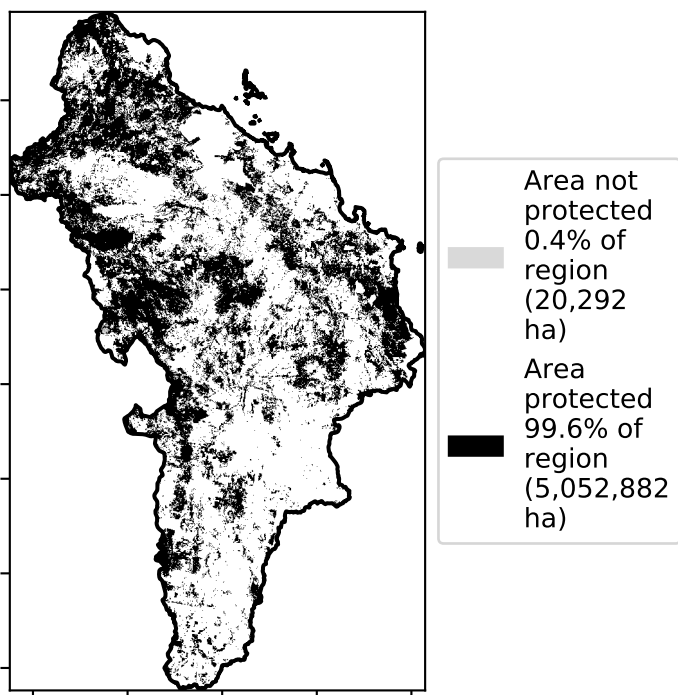 Area not
protected
0.4% of
region
(20,292
ha)
Area
protected
99.6% of
region
(5,052,882
ha)